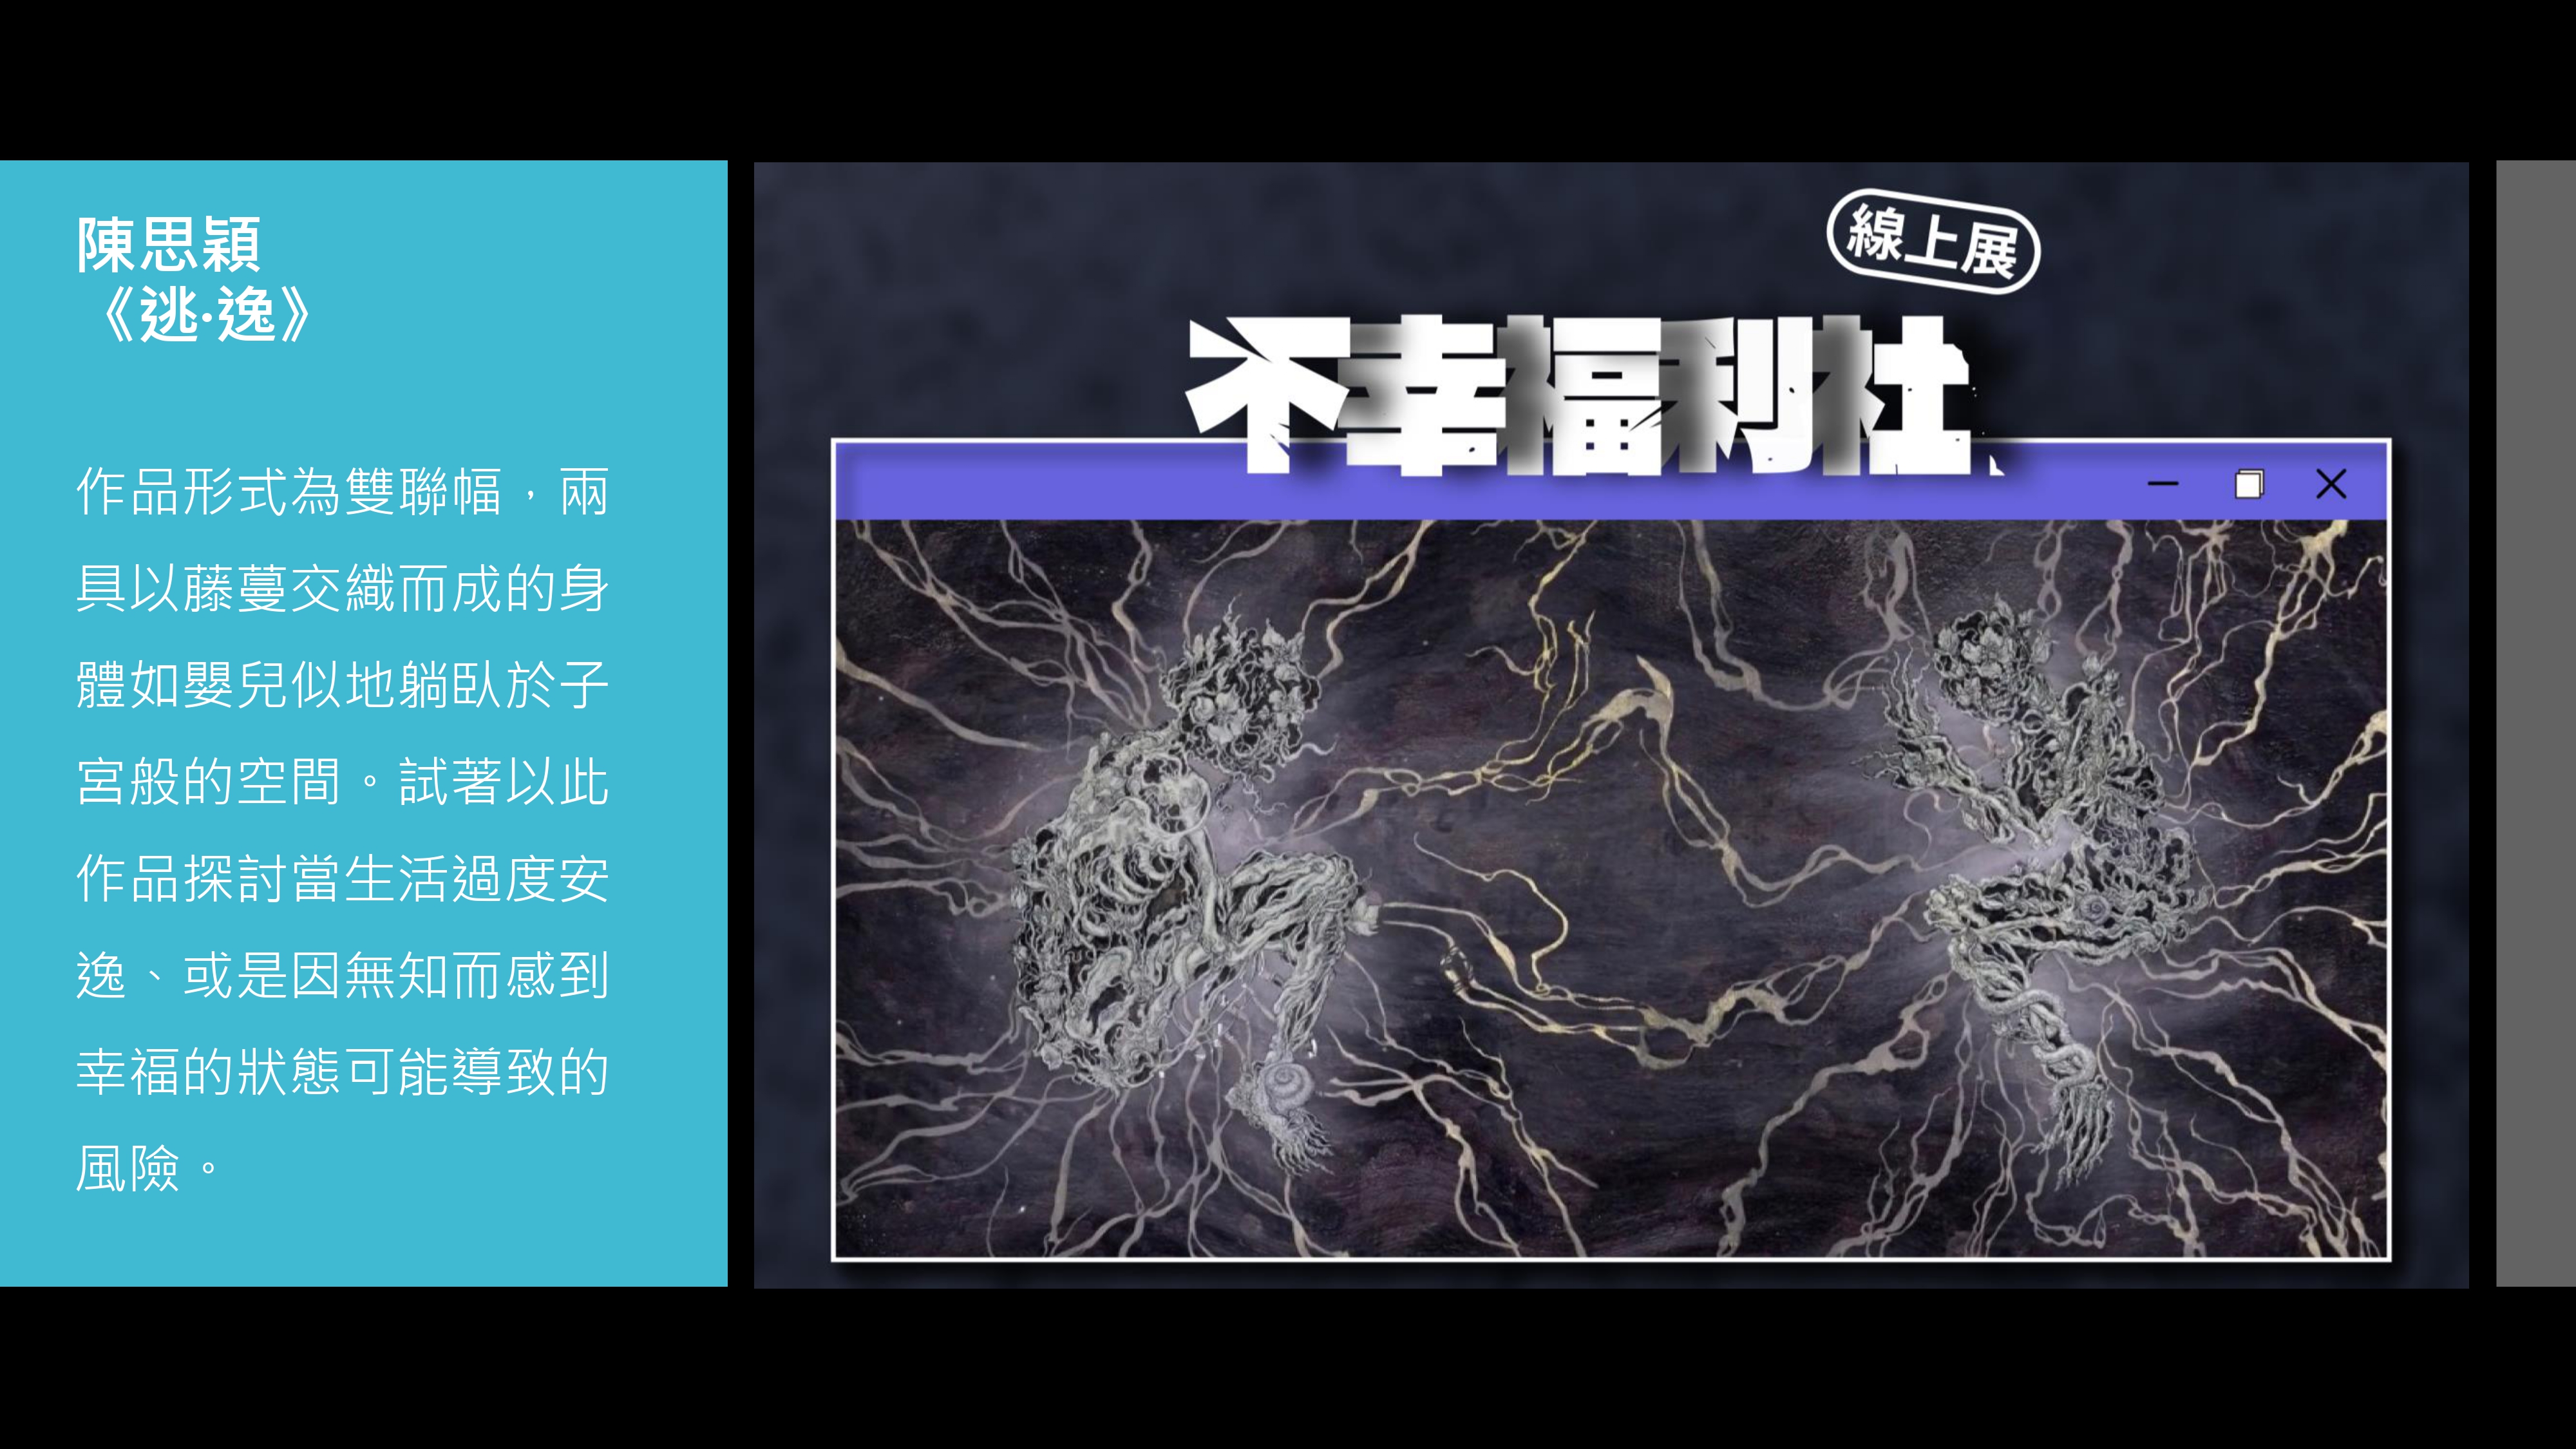 陳思穎
《逃·逸》
作品形式為雙聯幅，兩
具以藤蔓交織而成的身
體如嬰兒似地躺臥於子
宮般的空間。試著以此
作品探討當生活過度安
逸、或是因無知而感到
幸福的狀態可能導致的
風險。
線上展
不幸福利社